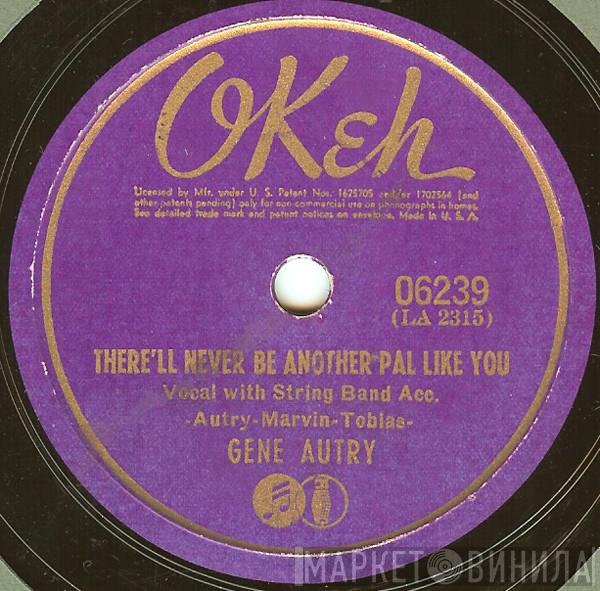 OKeh
Licensed by Mfr. under U. S. Patent Nos. 1625705 and/or 1702564 (and
other patents pending) only for non-commercial use on phonographs in homes.
See detailed trade mark and patent notices on envelope. Made in U. S. A.
06239
(LA 2315)
THERE'LL NEVER BE ANOTHER PAL LIKE YOU
Vocal with String Band Acc.
-Autry-Marvin-Tobias-
GENE AUTRY
МАРКЕТ ВИНИЛА